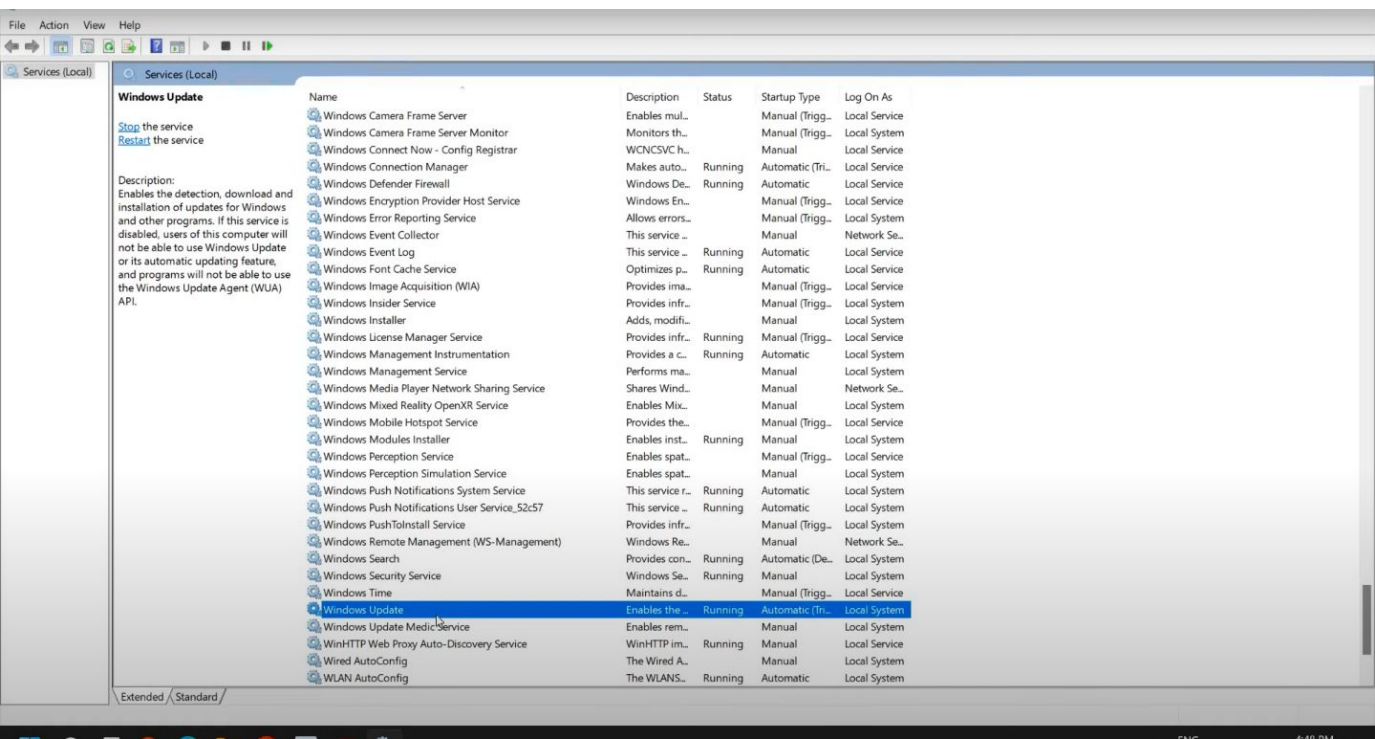 File Action View Help
Services (Local)
Services (Local)
Windows Update
Stop the service
Restart the service
Description:
Enables the detection, download and
installation of updates for Windows
and other programs. If this service is
disabled, users of this computer will
not be able to use Windows Update
or its automatic updating feature,
and programs will not be able to use
the Windows Update Agent (WUA)
API.
Name Description Status Startup Type Log On As
Windows Camera Frame Server Enables mul... Manual (Trigg... Local Service
Windows Camera Frame Server Monitor Monitors th... Manual (Trigg... Local System
Windows Connect Now - Config Registrar WCNCSVC h... Manual Local Service
Windows Connection Manager Makes auto... Running Automatic (Tri... Local Service
Windows Defender Firewall Windows De... Running Automatic Local Service
Windows Encryption Provider Host Service Windows En... Manual (Trigg... Local Service
Windows Error Reporting Service Allows errors... Manual (Trigg... Local System
Windows Event Collector This service ... Manual Network Se...
Windows Event Log This service ... Running Automatic Local Service
Windows Font Cache Service Optimizes p... Running Automatic Local Service
Windows Image Acquisition (WIA) Provides ima... Manual (Trigg... Local Service
Windows Insider Service Provides infr... Manual (Trigg... Local System
Windows Installer Adds, modifi... Manual Local System
Windows License Manager Service Provides infr... Running Manual (Trigg... Local Service
Windows Management Instrumentation Provides a c... Running Automatic Local System
Windows Management Service Performs ma... Manual Local System
Windows Media Player Network Sharing Service Shares Wind... Manual Network Se...
Windows Mixed Reality OpenXR Service Enables Mix... Manual Local System
Windows Mobile Hotspot Service Provides the... Manual (Trigg... Local Service
Windows Modules Installer Enables inst... Running Manual Local System
Windows Perception Service Enables spat... Manual (Trigg... Local Service
Windows Perception Simulation Service Enables spat... Manual Local System
Windows Push Notifications System Service This service r... Running Automatic Local System
Windows Push Notifications User Service_52c57 This service ... Running Automatic Local System
Windows PushToInstall Service Provides infr... Manual (Trigg... Local System
Windows Remote Management (WS-Management) Windows Re... Manual Network Se...
Windows Search Provides con... Running Automatic (De... Local System
Windows Security Service Windows Se... Running Manual Local System
Windows Time Maintains d... Manual (Trigg... Local Service
Windows Update Enables the ... Running Automatic (Tri... Local System
Windows Update Medic Service Enables rem... Manual Local System
WinHTTP Web Proxy Auto-Discovery Service WinHTTP im... Running Manual Local Service
Wired AutoConfig The Wired A... Manual Local System
WLAN AutoConfig The WLANS... Running Automatic Local System
Extended Standard
ENG 4:48 PM